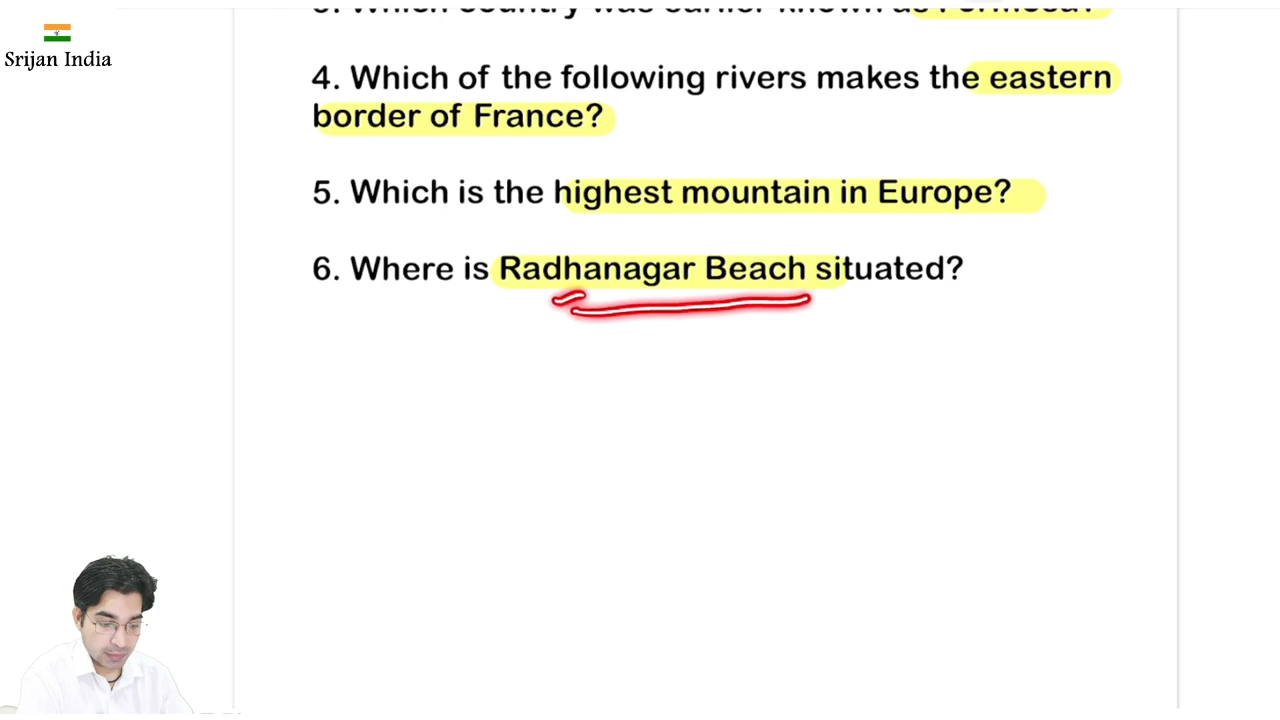 3. Which country was earlier known as Formosa?
Srijan India
4. Which of the following rivers makes the eastern
border of France?
5. Which is the highest mountain in Europe?
6. Where is Radhanagar Beach situated?